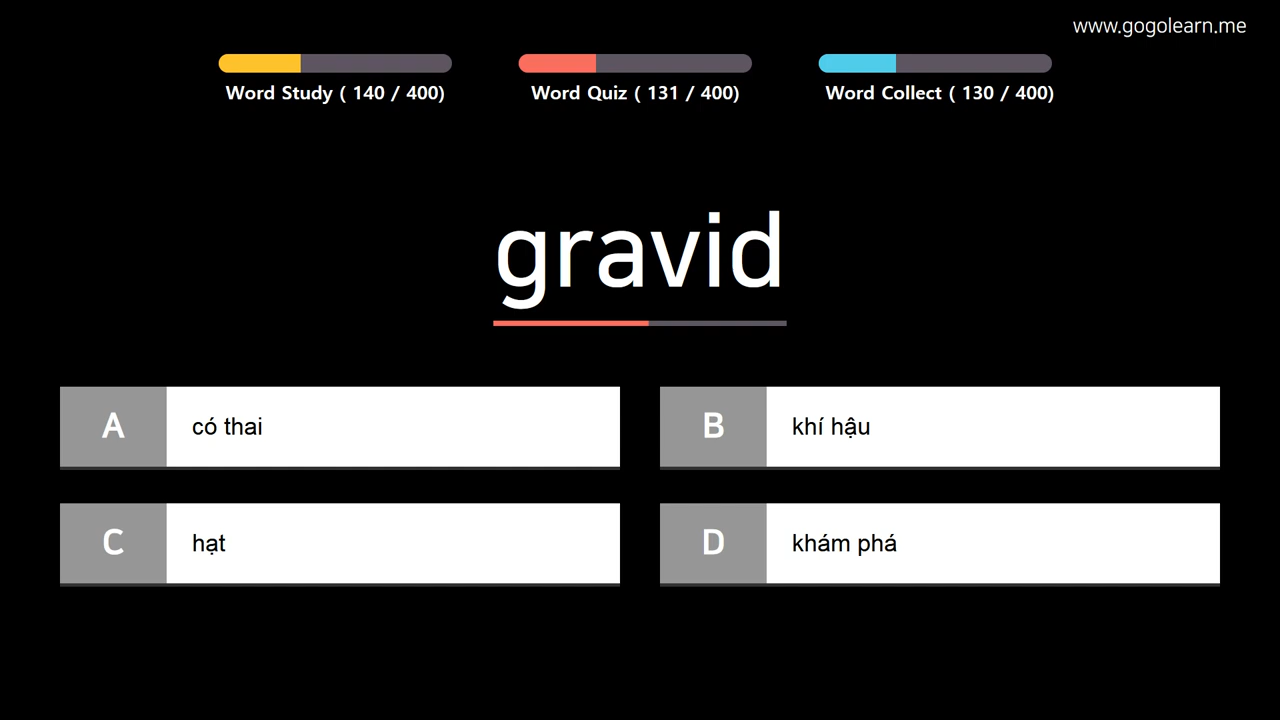 www.gogolearn.me
Word Study ( 140 / 400)
Word Quiz ( 131 / 400)
Word Collect ( 130 / 400)
gravid
A có thai
B khí hậu
C hạt
D khám phá